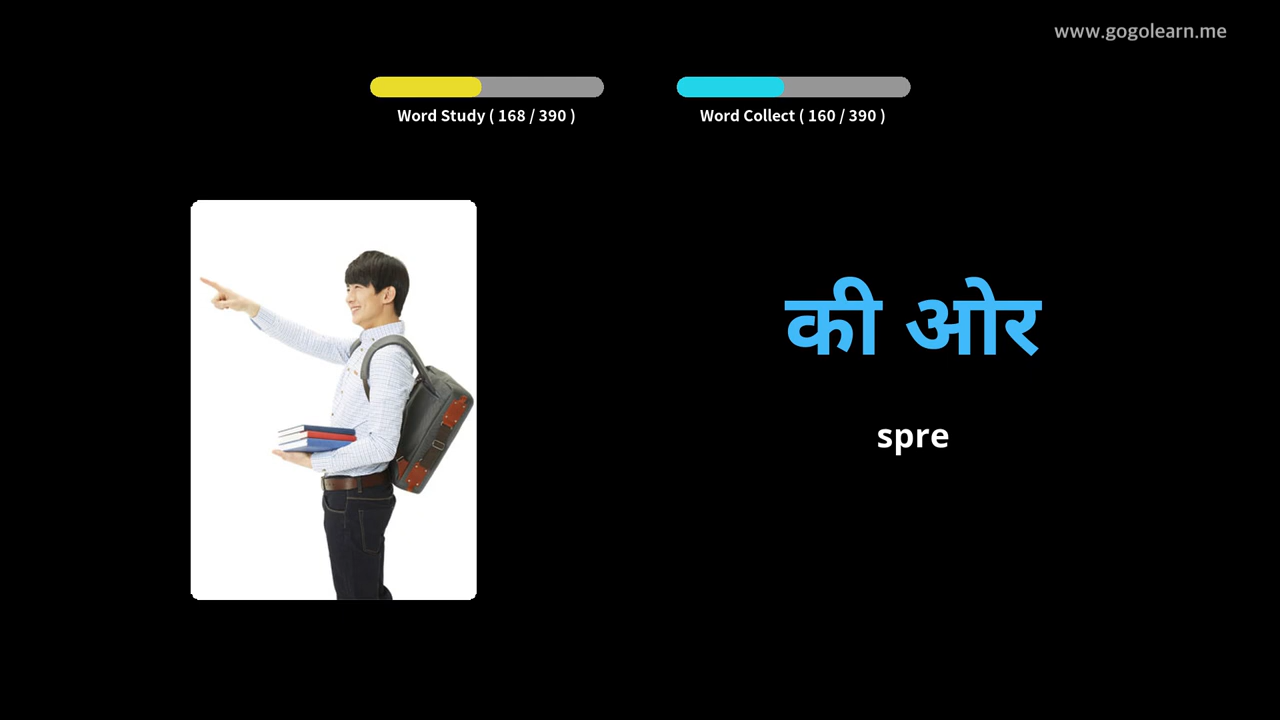 www.gogolearn.me
Word Study ( 168 / 390 )
Word Collect ( 160 / 390 )
की ओर
spre